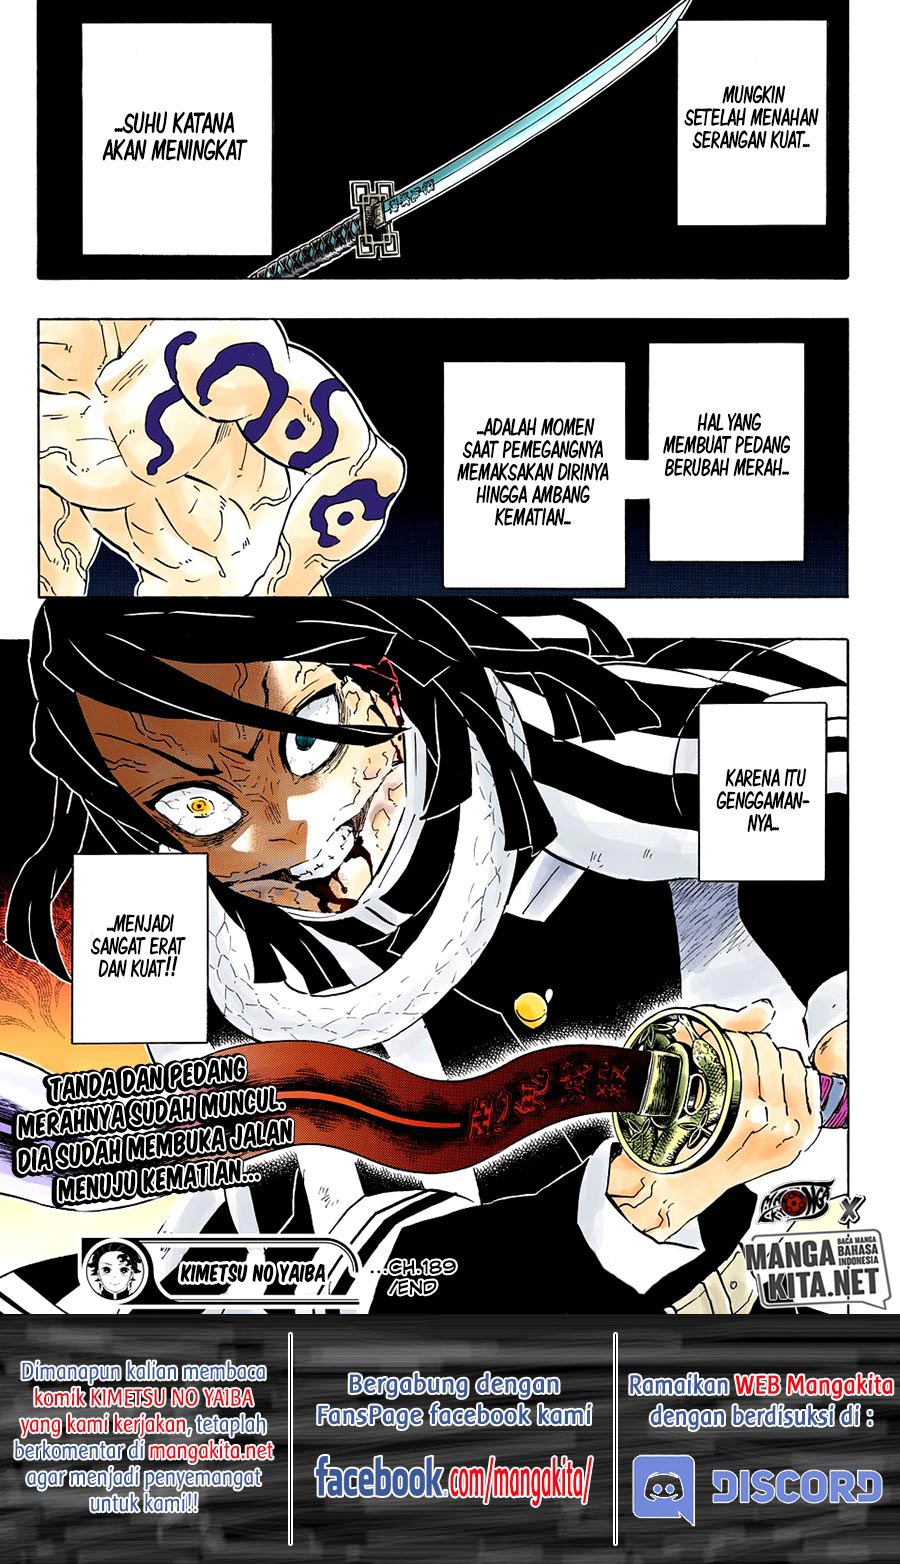 MUNGKIN
SETELAH MENAHAN
SERANGAN KUAT...
...SUHU KATANA
AKAN MENINGKAT
HAL YANG
MEMBUAT PEDANG
BERUBAH MERAH...
...ADALAH MOMEN
SAAT PEMEGANGNYA
MEMAKSAKAN DIRINYA
HINGGA AMBANG
KEMATIAN...
KARENA ITU
GENGGAMAN-
NYA...
...MENJADI
SANGAT ERAT
DAN KUAT!!
TANDA DAN PEDANG
MERAHNYA SUDAH MUNCUL.
DIA SUDAH MEMBUKA JALAN
MENUJU KEMATIAN...
KIMETSU NO YAIBA
...CH.189
/END
X
MANGA
BACA MANGA
BAHASA
INDONESIA
KITA.NET
Dimanapun kalian membaca
komik KIMETSU NO YAIBA
yang kami kerjakan, tetaplah
berkomentar di mangakita.net
agar menjadi penyemangat
untuk kami!!
Bergabung dengan
FansPage facebook kami
facebook.com/mangakita/
Ramaikan WEB Mangakita
dengan berdisuksi di :
DISCORD